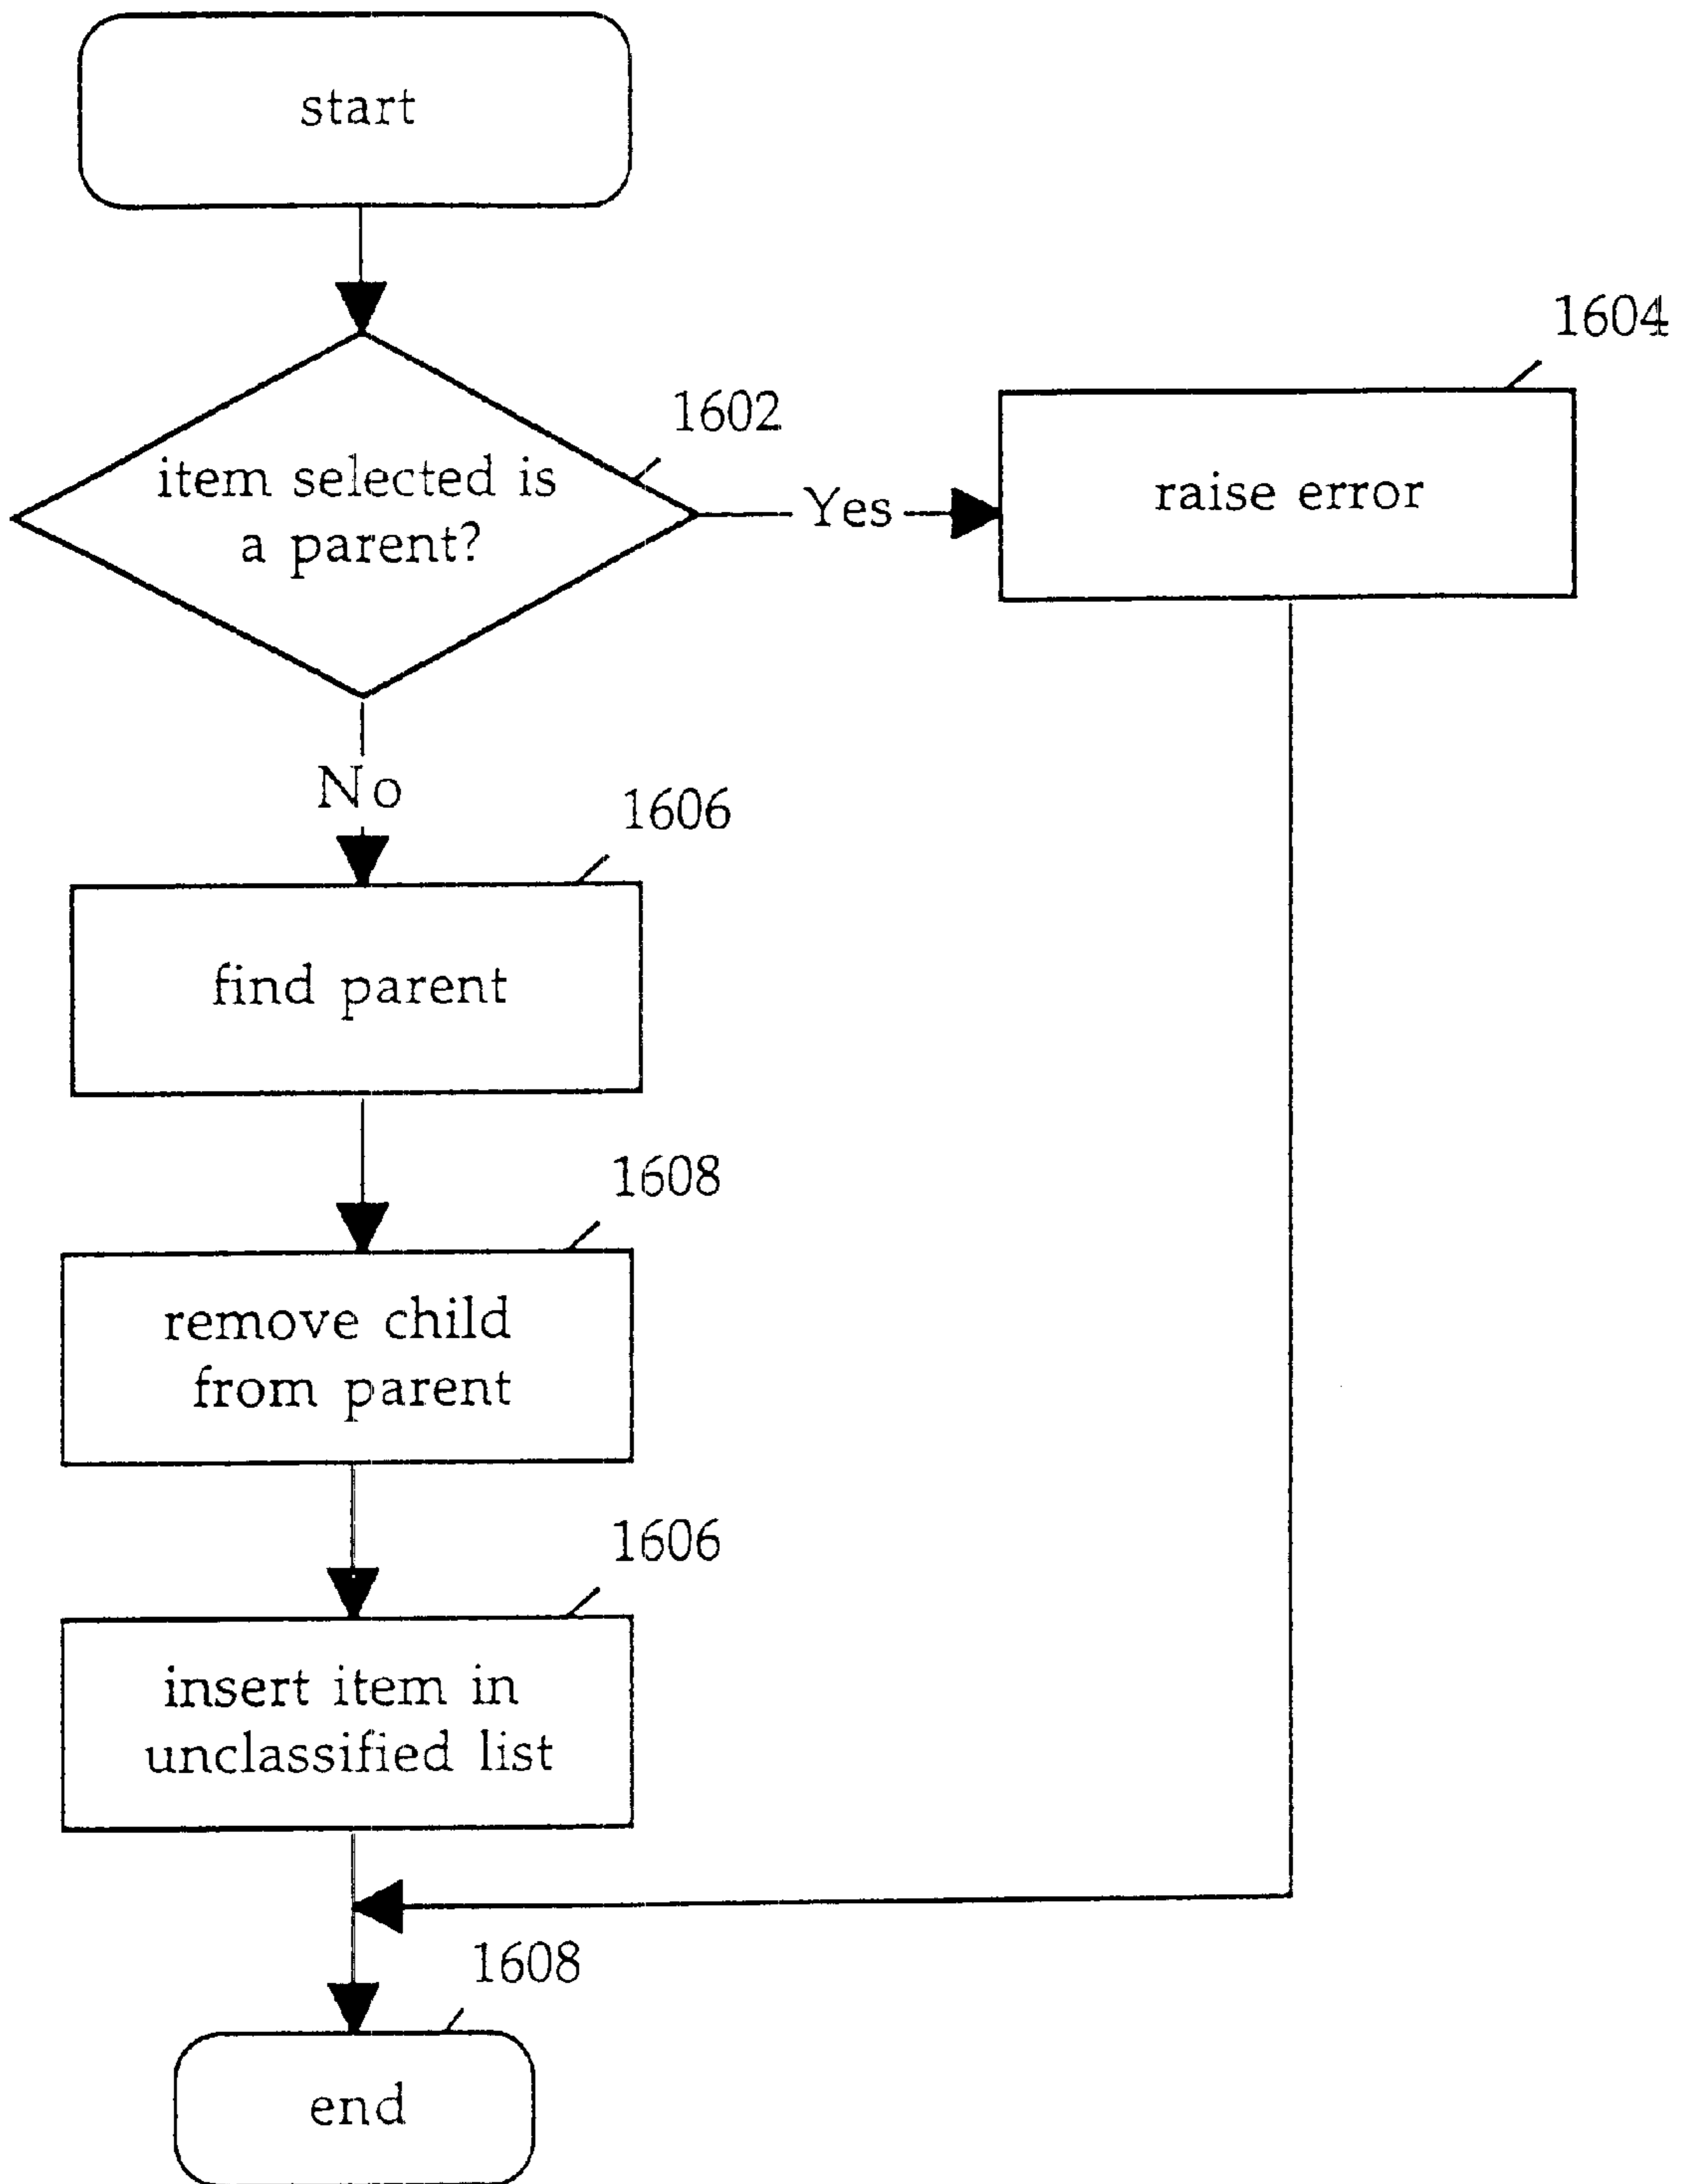 start
1602
item selected is
a parent?
Yes
1604
raise error
No
1606
find parent
1608
remove child
from parent
1606
insert item in
unclassified list
1608
end